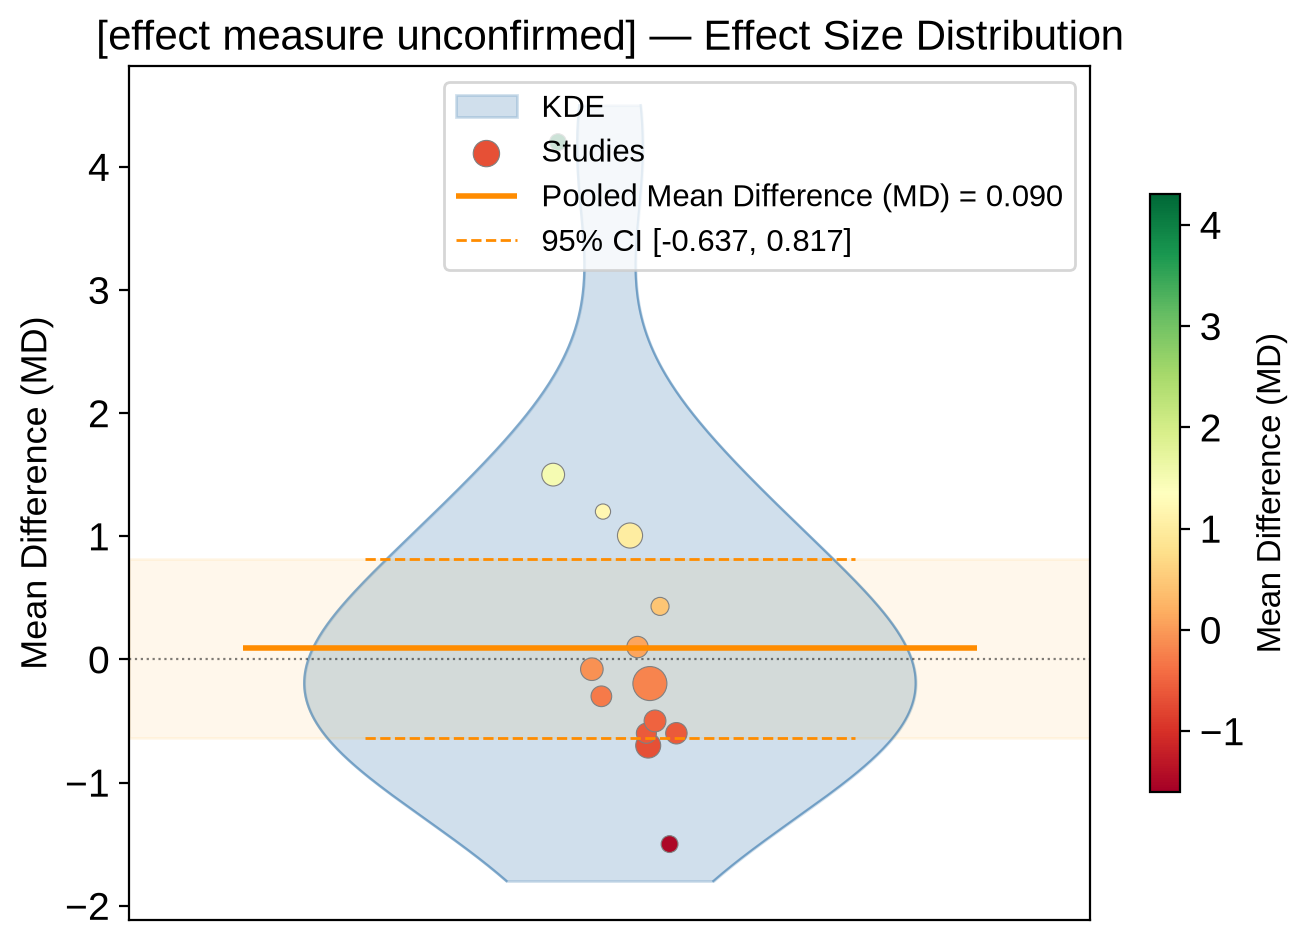 [effect measure unconfirmed] — Effect Size Distribution
KDE
Studies
Pooled Mean Difference (MD) = 0.090
95% CI [-0.637, 0.817]
Mean Difference (MD)
4
3
2
1
0
−1
−2
4
3
2
1
0
−1
Mean Difference (MD)